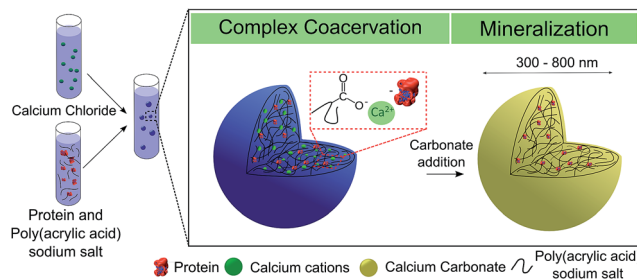 Complex Coacervation
Mineralization
Calcium Chloride
Protein and
Poly(acrylic acid)
sodium salt
O
C
O
-
-
Ca2+
Carbonate
addition
300 - 800 nm
Protein
Calcium cations
Calcium Carbonate
Poly(acrylic acid)
sodium salt